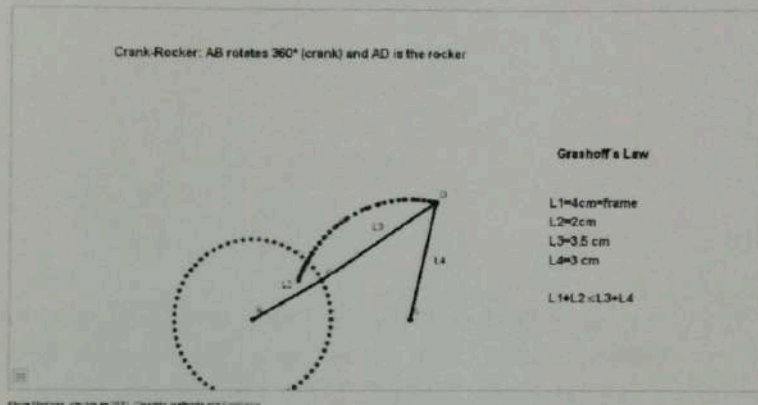 Crank-Rocker: AB rotates 360° (crank) and AD is the rocker
Grashoff's Law
L1=4cm=frame
L2=2cm
L3=3.5 cm
L4=3 cm
L1+L2<L3+L4
D
L3
L4
L2